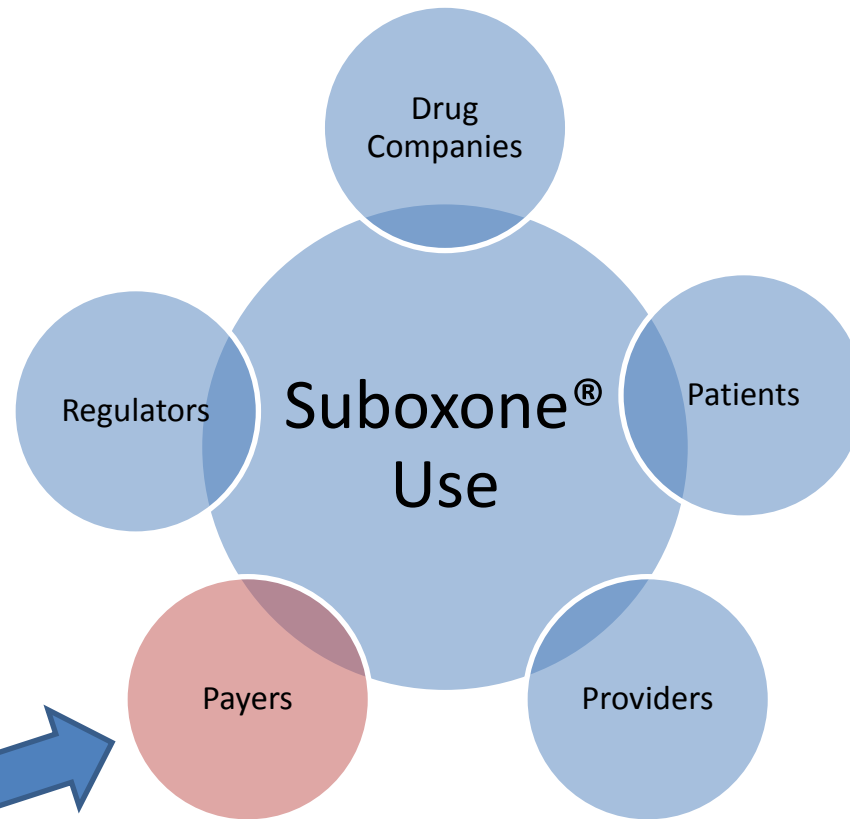 Drug
Companies
Regulators
Suboxone®
Use
Patients
Payers
Providers